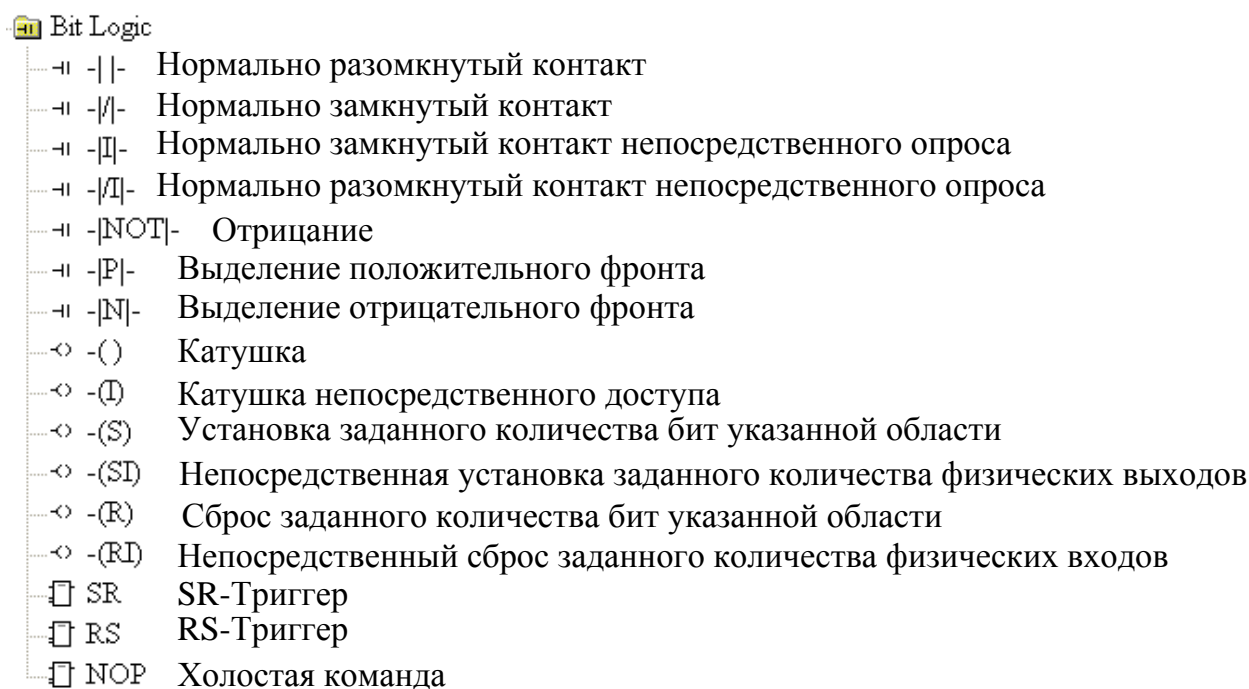 Bit Logic
-| |- Нормально разомкнутый контакт
-|/|- Нормально замкнутый контакт
-|I|- Нормально замкнутый контакт непосредственного опроса
-|/I|- Нормально разомкнутый контакт непосредственного опроса
-|NOT|- Отрицание
-|P|- Выделение положительного фронта
-|N|- Выделение отрицательного фронта
-( ) Катушка
-(I) Катушка непосредственного доступа
-(S) Установка заданного количества бит указанной области
-(SI) Непосредственная установка заданного количества физических выходов
-(R) Сброс заданного количества бит указанной области
-(RI) Непосредственный сброс заданного количества физических входов
SR SR-Триггер
RS RS-Триггер
NOP Холостая команда